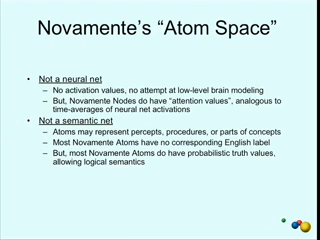 Novamente's “Atom Space”
• Not a neural net
– No activation values, no attempt at low-level brain modeling
– But, Novamente Nodes do have “attention values”, analogous to
time-averages of neural net activations
• Not a semantic net
– Atoms may represent percepts, procedures, or parts of concepts
– Most Novamente Atoms have no corresponding English label
– But, most Novamente Atoms do have probabilistic truth values,
allowing logical semantics